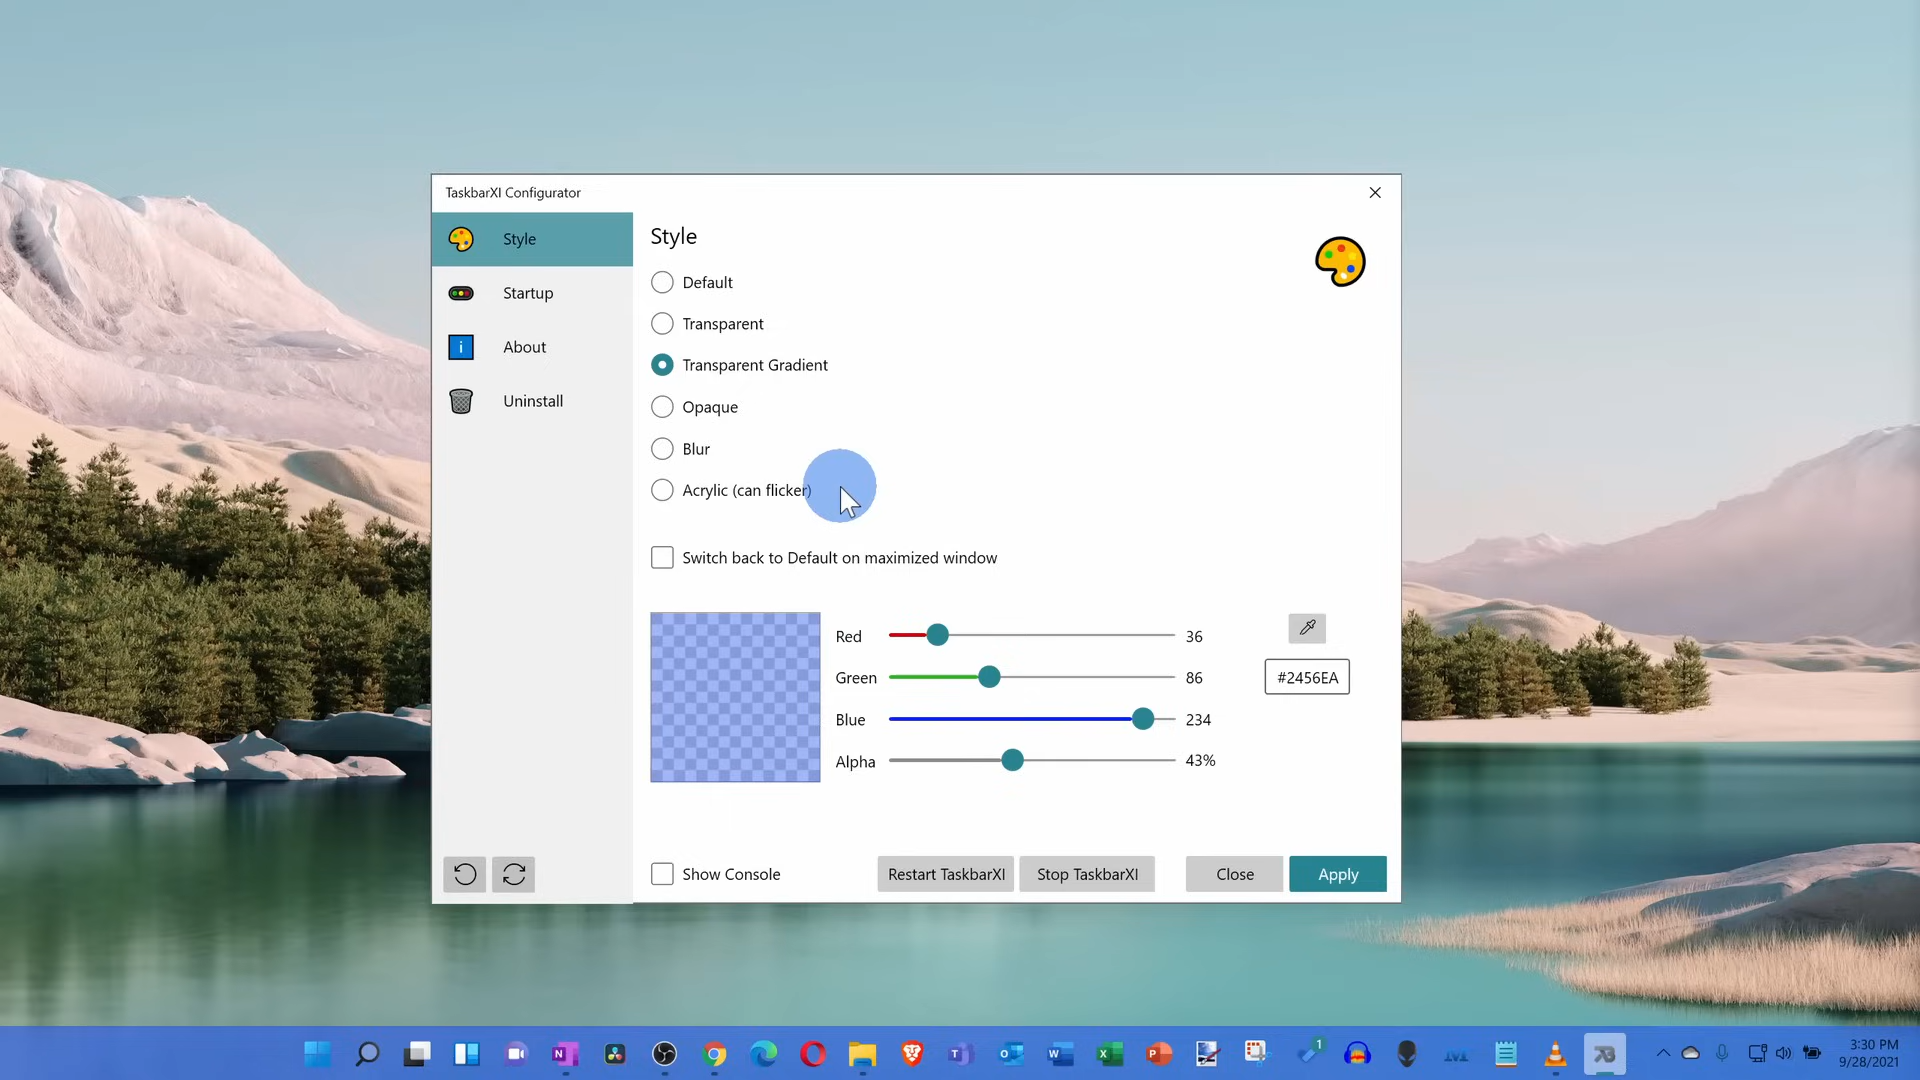 TaskbarXI Configurator
Style
Startup
About
Uninstall
Style
Default
Transparent
Transparent Gradient
Opaque
Blur
Acrylic (can flicker)
Switch back to Default on maximized window
Red 36
Green 86 #2456EA
Blue 234
Alpha 43%
Show Console Restart TaskbarXI Stop TaskbarXI Close Apply
1
3:30 PM
9/28/2021